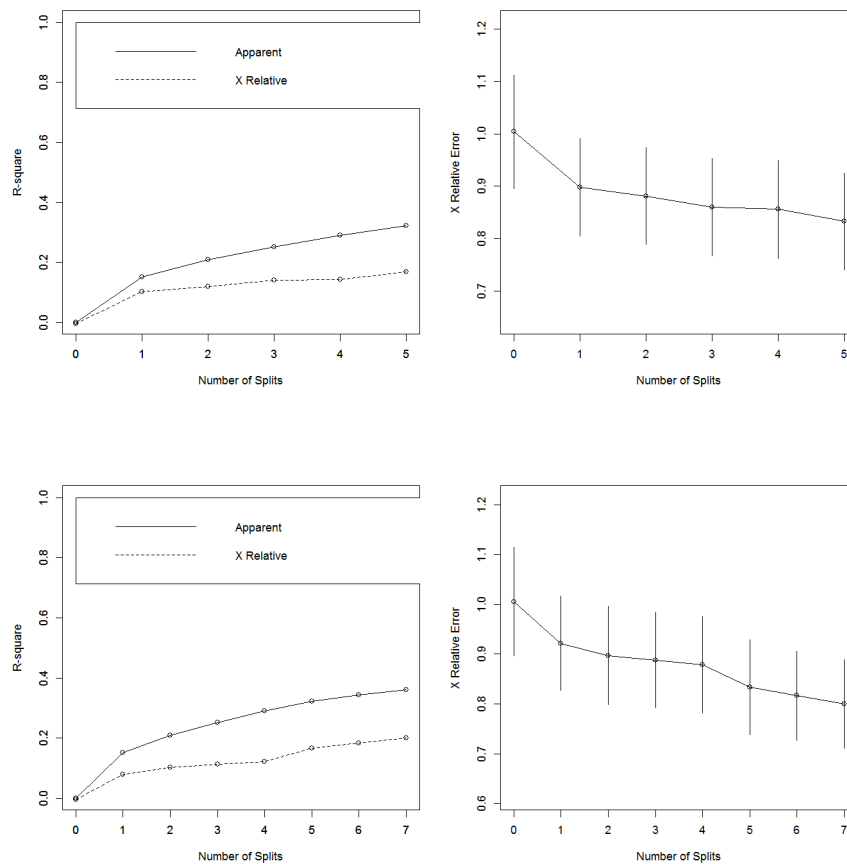 R-square
0.0 0.2 0.4 0.6 0.8 1.0
Apparent
X Relative
0 1 2 3 4 5
Number of Splits
X Relative Error
0.7 0.8 0.9 1.0 1.1 1.2
0 1 2 3 4 5
Number of Splits
R-square
0.0 0.2 0.4 0.6 0.8 1.0
Apparent
X Relative
0 1 2 3 4 5 6 7
Number of Splits
X Relative Error
0.6 0.7 0.8 0.9 1.0 1.1 1.2
0 1 2 3 4 5 6 7
Number of Splits